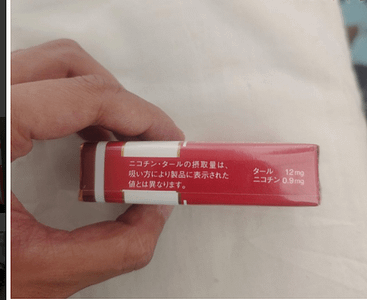 ニコチン・タールの摂取量は、
吸い方により製品に表示された
値とは異なります。
タール 12mg
ニコチン 0.9mg